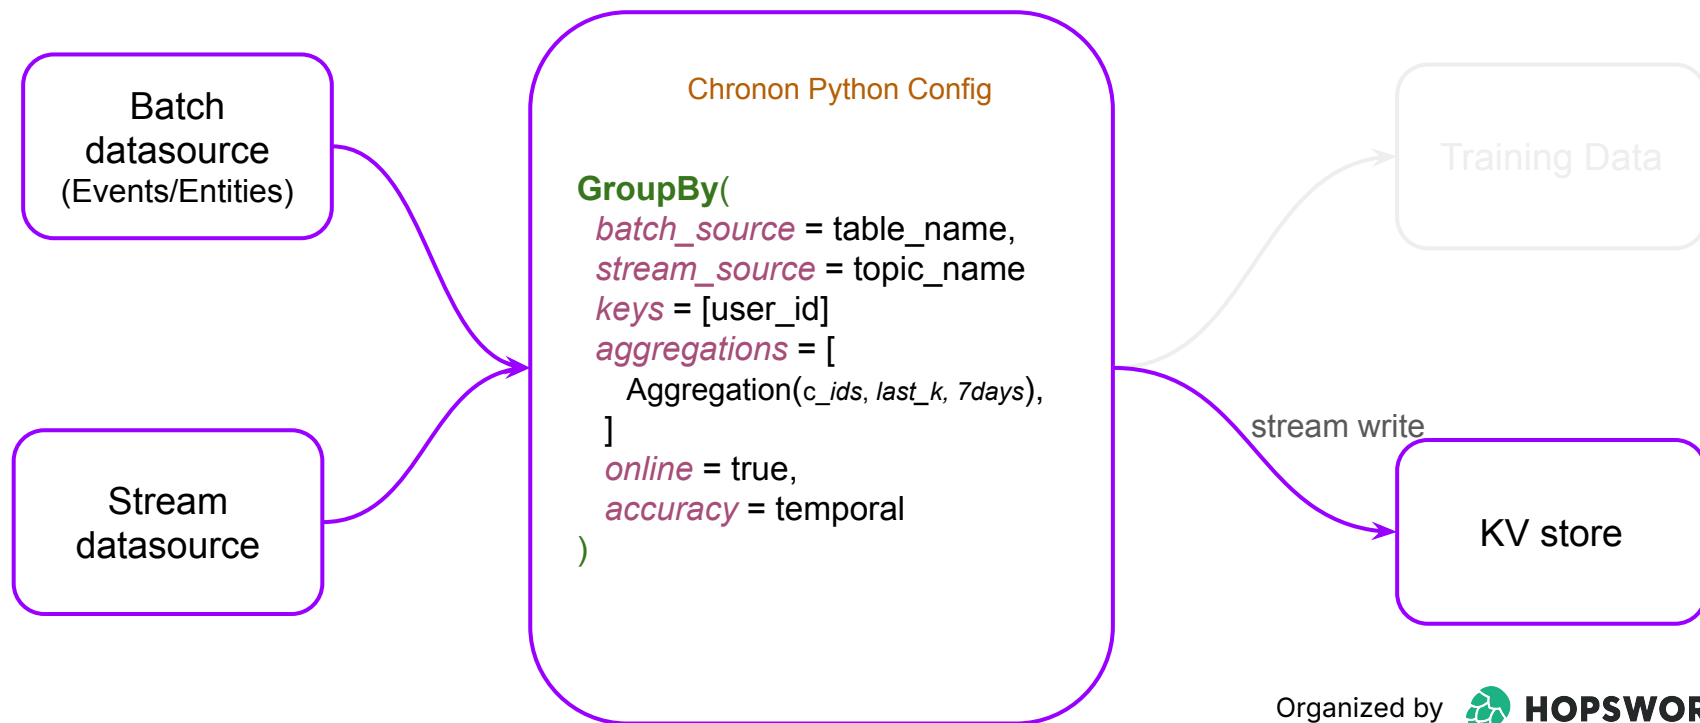 Batch
datasource
(Events/Entities)
Stream
datasource
Chronon Python Config
GroupBy(
batch_source = table_name,
stream_source = topic_name
keys = [user_id]
aggregations = [
Aggregation(c_ids, last_k, 7days),
]
online = true,
accuracy = temporal
)
Training Data
stream write
KV store
Organized by HOPSWOR